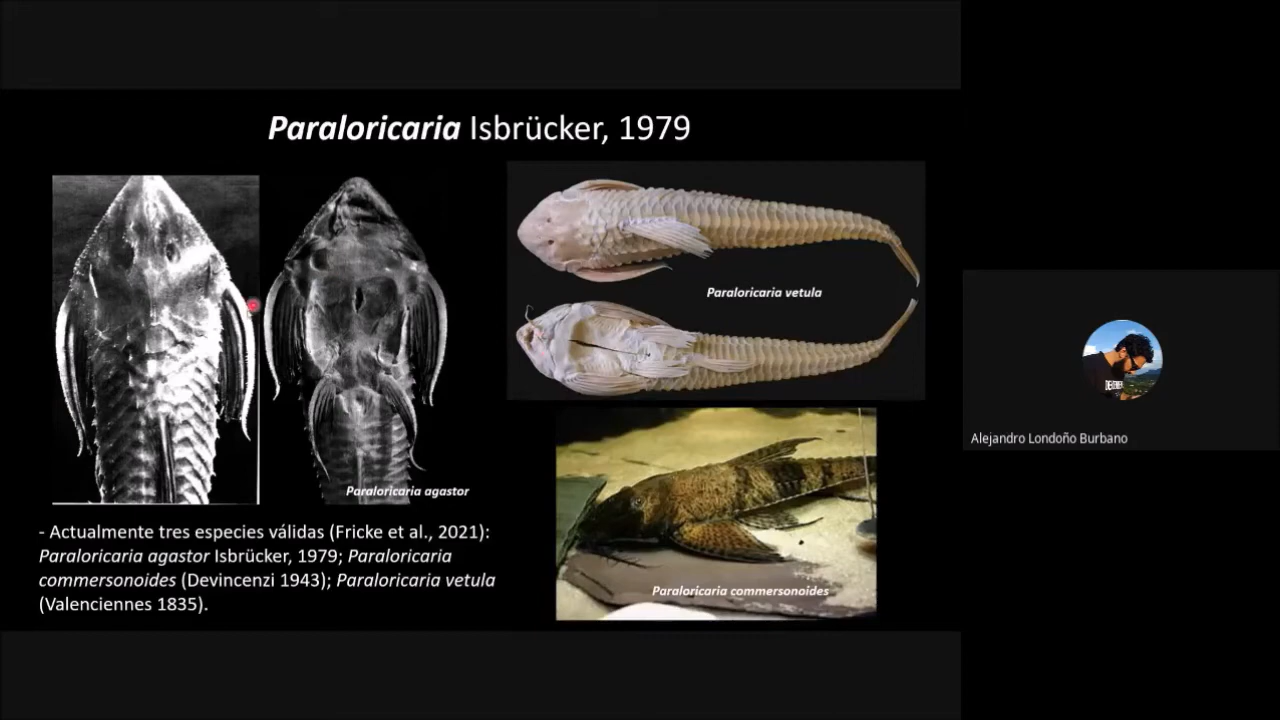 Paraloricaria Isbrücker, 1979
Paraloricaria vetula
Paraloricaria agastor
Paraloricaria commersonoides
- Actualmente tres especies válidas (Fricke et al., 2021):
Paraloricaria agastor Isbrücker, 1979; Paraloricaria
commersonoides (Devincenzi 1943); Paraloricaria vetula
(Valenciennes 1835).
Alejandro Londoño Burbano